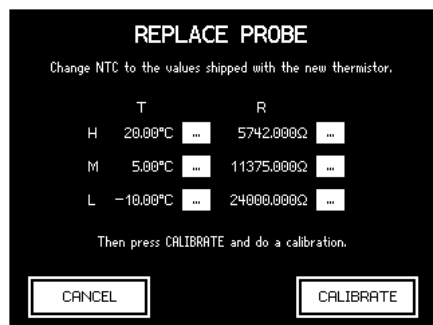 REPLACE PROBE
Change NTC to the values shipped with the new thermistor.
T R
H 20.00°C ... 5742.000Ω ...
M 5.00°C ... 11375.000Ω ...
L -10.00°C ... 24000.000Ω ...
Then press CALIBRATE and do a calibration.
CANCEL CALIBRATE